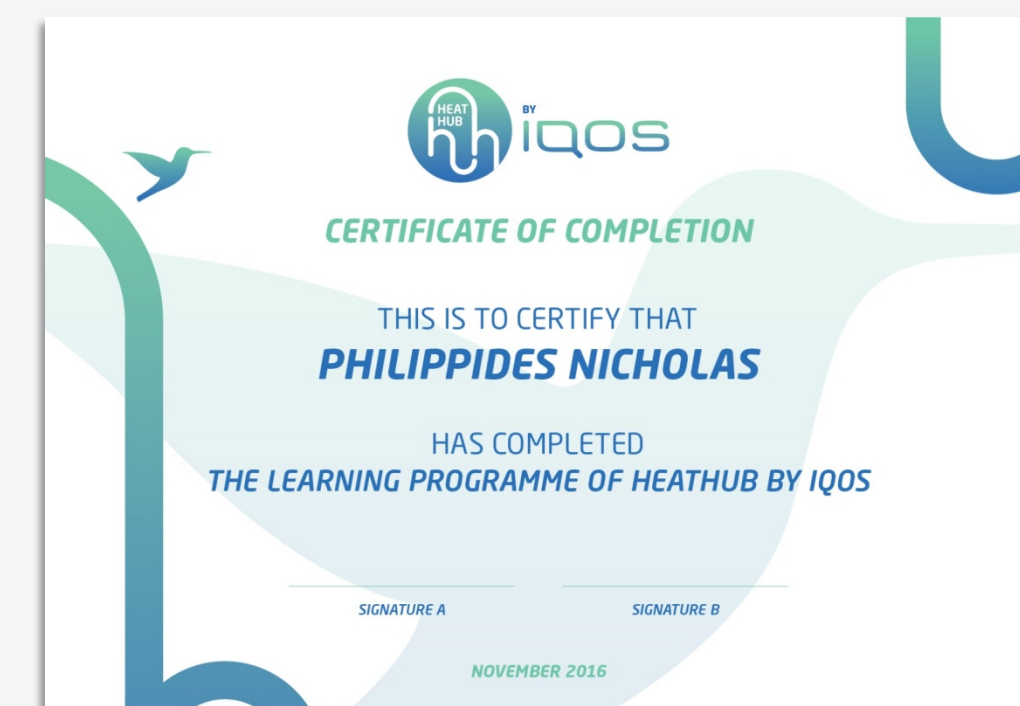 HEAT
HUB
BY
IQOS
CERTIFICATE OF COMPLETION
THIS IS TO CERTIFY THAT
PHILIPPIDES NICHOLAS
HAS COMPLETED
THE LEARNING PROGRAMME OF HEATHUB BY IQOS
SIGNATURE A
SIGNATURE B
NOVEMBER 2016